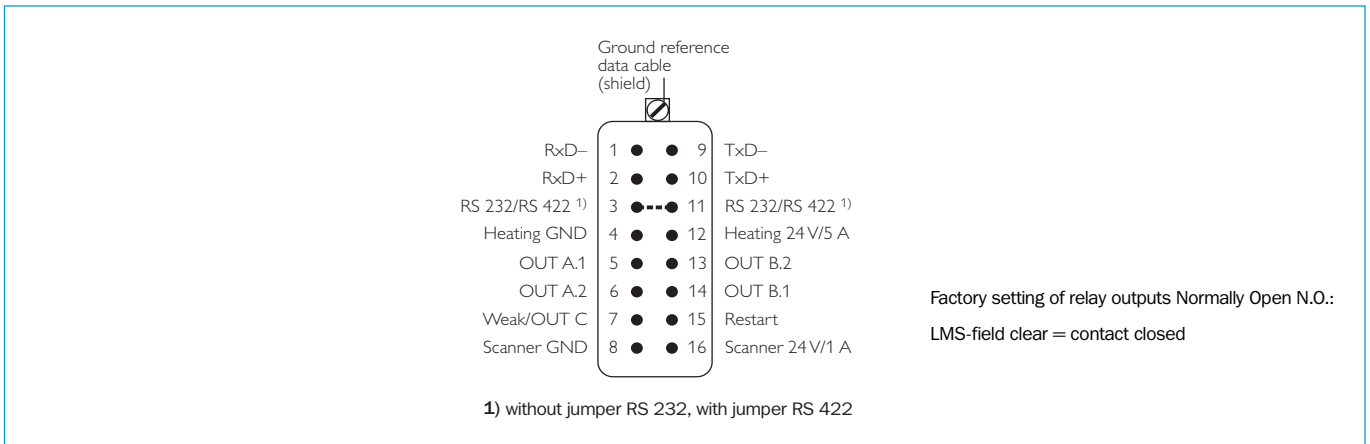 Ground reference
data cable
(shield)
RxD– 1 9 TxD–
RxD+ 2 10 TxD+
RS 232/RS 422 1) 3 11 RS 232/RS 422 1)
Heating GND 4 12 Heating 24 V/5 A
OUT A.1 5 13 OUT B.2
OUT A.2 6 14 OUT B.1
Weak/OUT C 7 15 Restart
Scanner GND 8 16 Scanner 24 V/1 A
Factory setting of relay outputs Normally Open N.O.:
LMS-field clear = contact closed
1) without jumper RS 232, with jumper RS 422